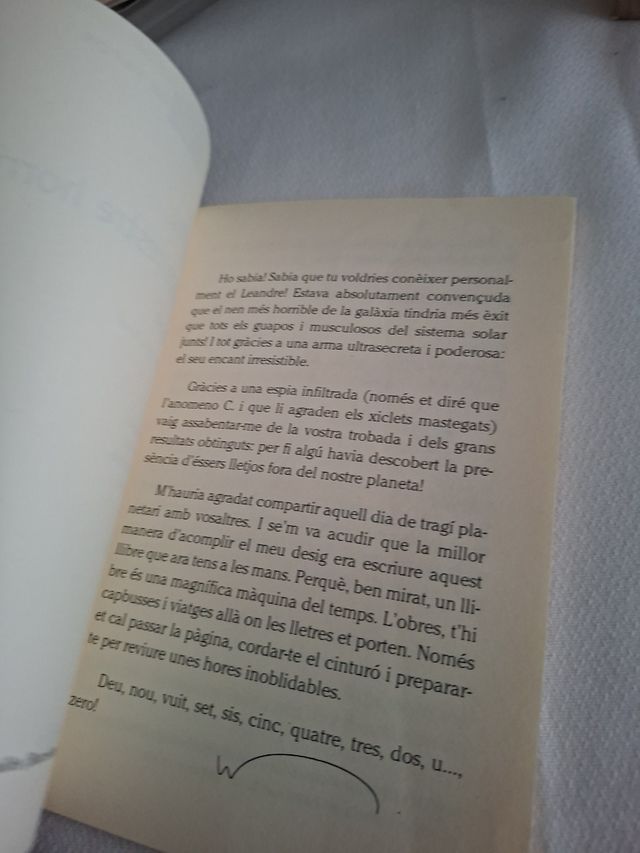 Ho sabia! Sabia que tu voldries conèixer personal-
ment el Leandre! Estava absolutament convençuda
que el nen més horrible de la galàxia tindria més èxit
que tots els guapos i musculosos del sistema solar
junts! I tot gràcies a una arma ultrasecreta i poderosa:
el seu encant irresistible.
Gràcies a una espia infiltrada (només et diré que
l'anomeno C. i que li agraden els xiclets mastegats)
vaig assabentar-me de la vostra trobada i dels grans
resultats obtinguts: per fi algú havia descobert la pre-
sència d'éssers lletjos fora del nostre planeta!
M'hauria agradat compartir aquell dia de tragí pla-
netari amb vosaltres. I se'm va acudir que la millor
manera d'acomplir el meu desig era escriure aquest
llibre que ara tens a les mans. Perquè, ben mirat, un lli-
bre és una magnífica màquina del temps. L'obres, t'hi
capbusses i viatges allà on les lletres et porten. Només
et cal passar la pàgina, cordar-te el cinturó i preparar-
te per reviure unes hores inoblidables.
Deu, nou, vuit, set, sis, cinc, quatre, tres, dos, u...,
zero!